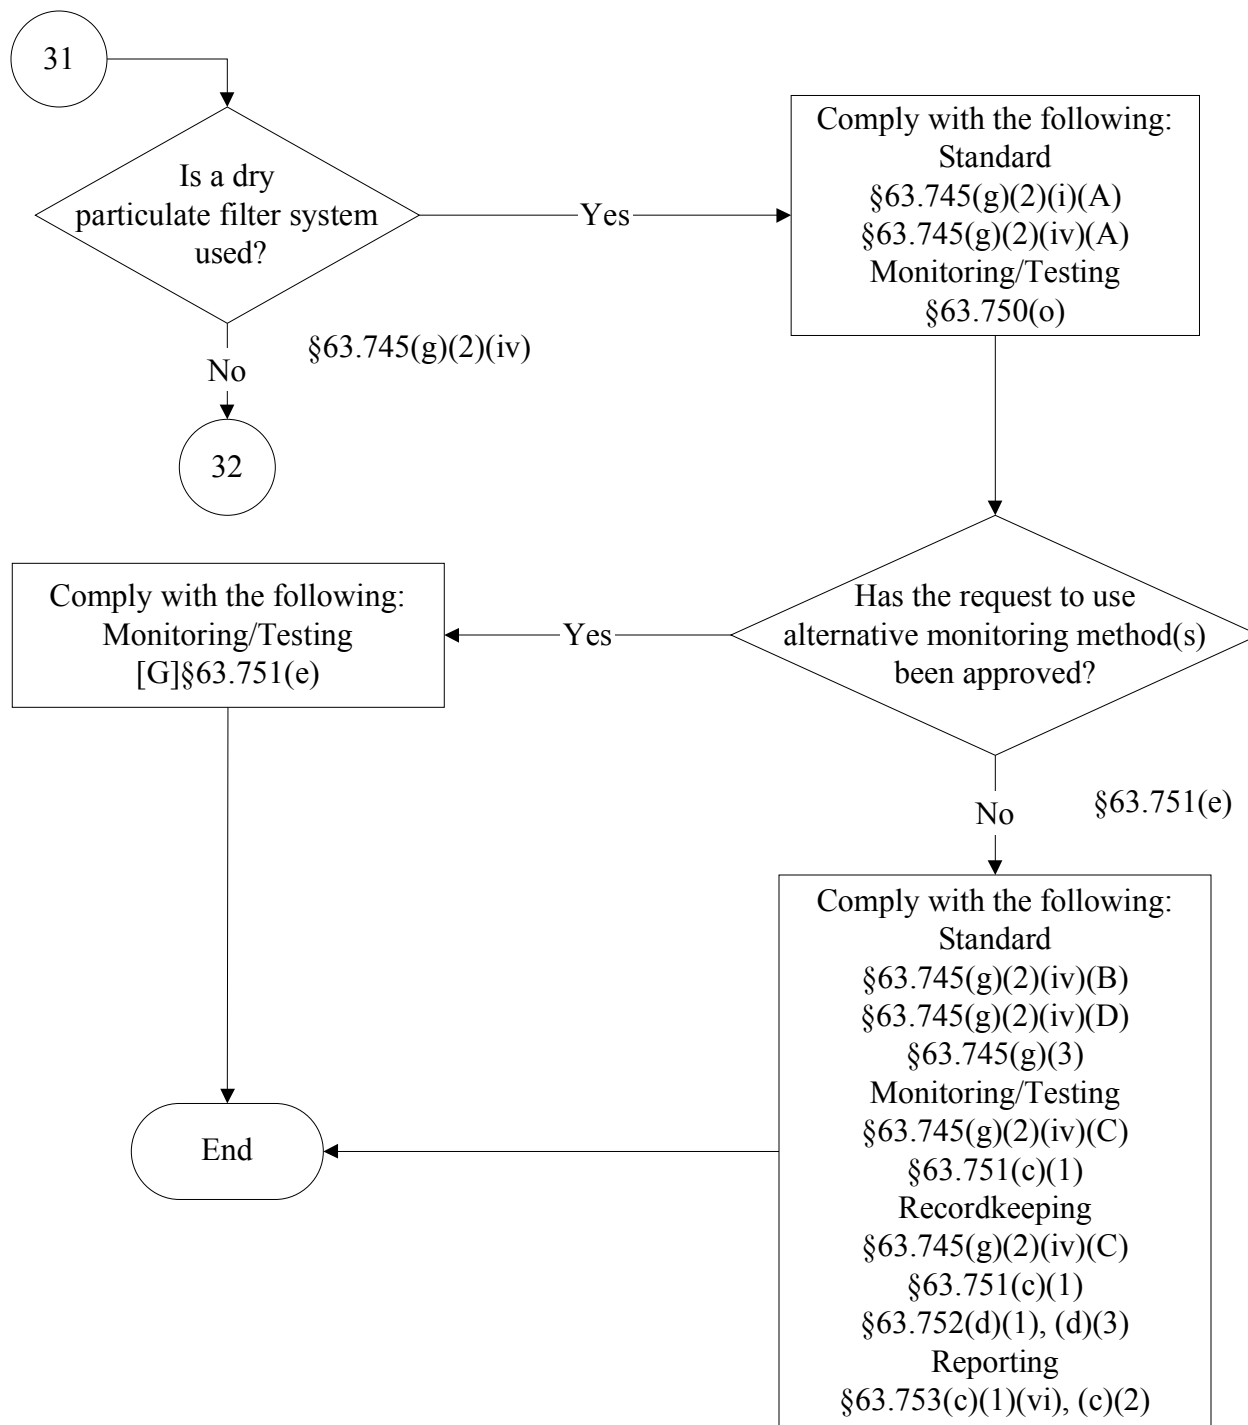 31
Is a dry
particulate filter system
used?
Yes
Comply with the following:
Standard
§63.745(g)(2)(i)(A)
§63.745(g)(2)(iv)(A)
Monitoring/Testing
§63.750(o)
§63.745(g)(2)(iv)
No
32
Has the request to use
alternative monitoring method(s)
been approved?
Yes
Comply with the following:
Monitoring/Testing
[G]§63.751(e)
§63.751(e)
No
Comply with the following:
Standard
§63.745(g)(2)(iv)(B)
§63.745(g)(2)(iv)(D)
§63.745(g)(3)
Monitoring/Testing
§63.745(g)(2)(iv)(C)
§63.751(c)(1)
Recordkeeping
§63.745(g)(2)(iv)(C)
§63.751(c)(1)
§63.752(d)(1), (d)(3)
Reporting
§63.753(c)(1)(vi), (c)(2)
End